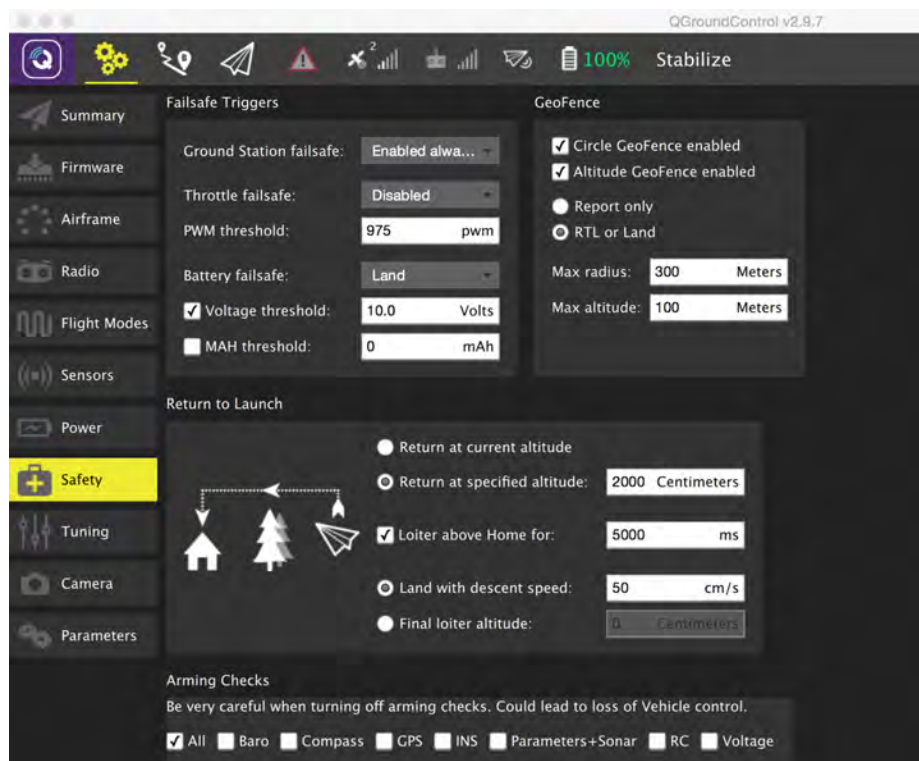 QGroundControl v2.9.7
2
100%
Stabilize
Summary
Firmware
Airframe
Radio
Flight Modes
Sensors
Power
Safety
Tuning
Camera
Parameters
Failsafe Triggers
Ground Station failsafe: Enabled alwa...
Throttle failsafe: Disabled
PWM threshold: 975 pwm
Battery failsafe: Land
Voltage threshold: 10.0 Volts
MAH threshold: 0 mAh
GeoFence
Circle GeoFence enabled
Altitude GeoFence enabled
Report only
RTL or Land
Max radius: 300 Meters
Max altitude: 100 Meters
Return to Launch
Return at current altitude
Return at specified altitude: 2000 Centimeters
Loiter above Home for: 5000 ms
Land with descent speed: 50 cm/s
Final loiter altitude: 0 Centimeters
Arming Checks
Be very careful when turning off arming checks. Could lead to loss of Vehicle control.
All Baro Compass GPS INS Parameters+Sonar RC Voltage